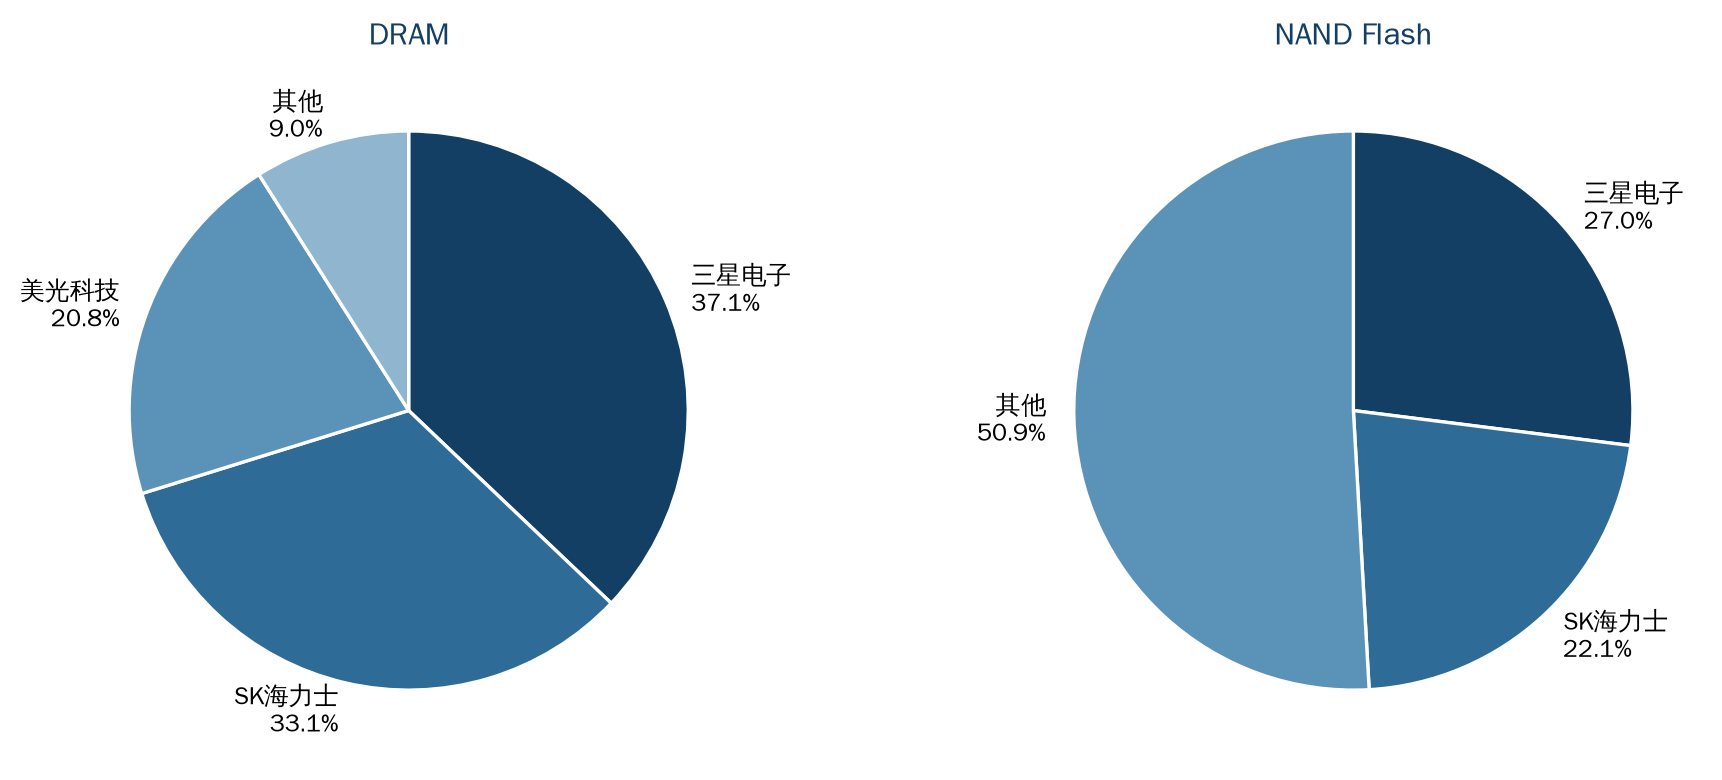 DRAM
其他
9.0%
三星电子
37.1%
美光科技
20.8%
SK海力士
33.1%
NAND Flash
三星电子
27.0%
其他
50.9%
SK海力士
22.1%